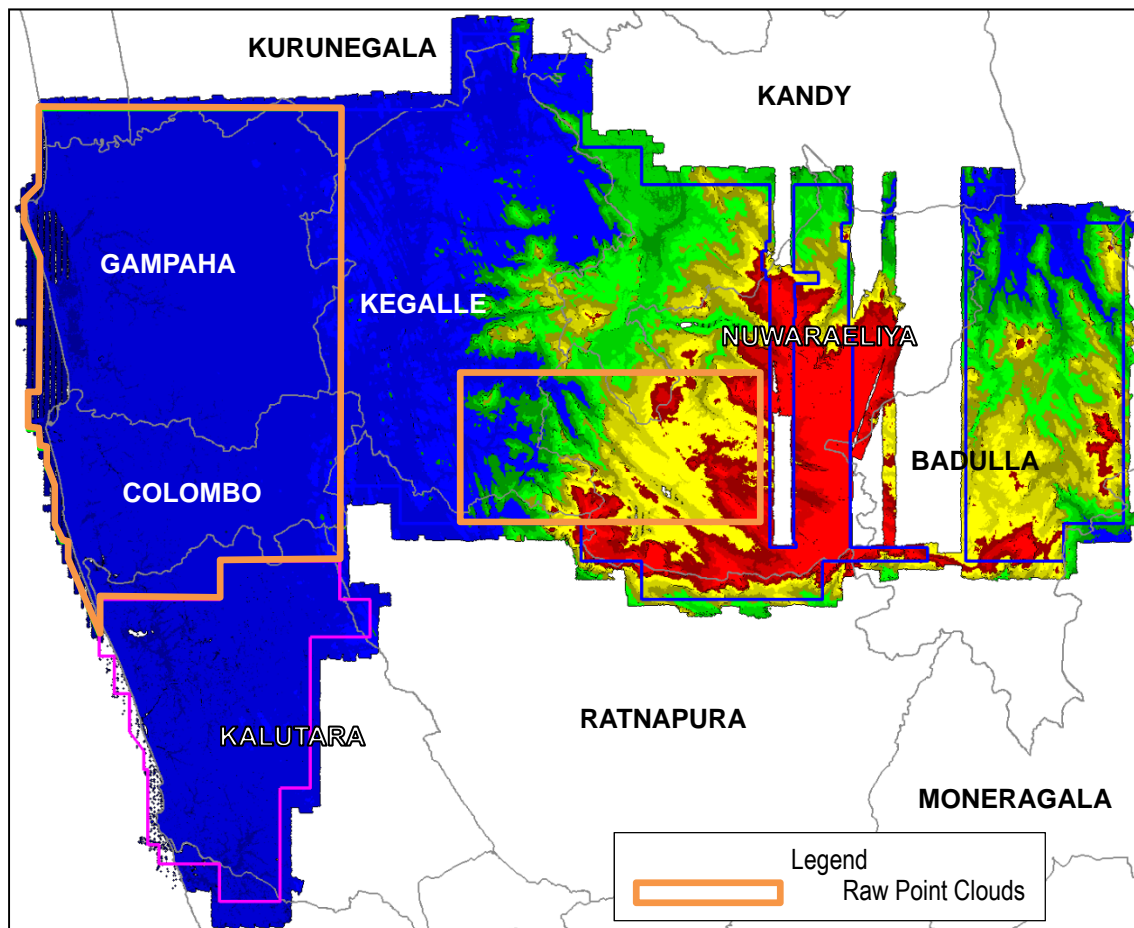 KURUNEGALA
KANDY
GAMPAHA
KEGALLE
NUWARAELIYA
BADULLA
COLOMBO
RATNAPURA
KALUTARA
MONERAGALA
Legend
Raw Point Clouds